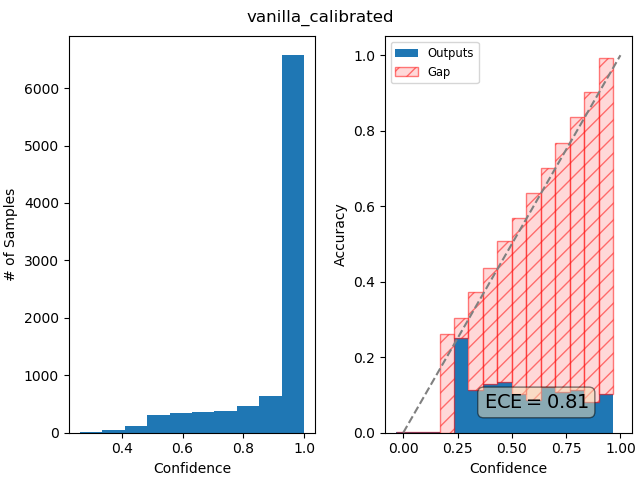 vanilla_calibrated
# of Samples
6000
5000
4000
3000
2000
1000
0
0.4 0.6 0.8 1.0
Confidence
Accuracy
1.0
0.8
0.6
0.4
0.2
0.0
Outputs
Gap
ECE = 0.81
0.00 0.25 0.50 0.75 1.00
Confidence